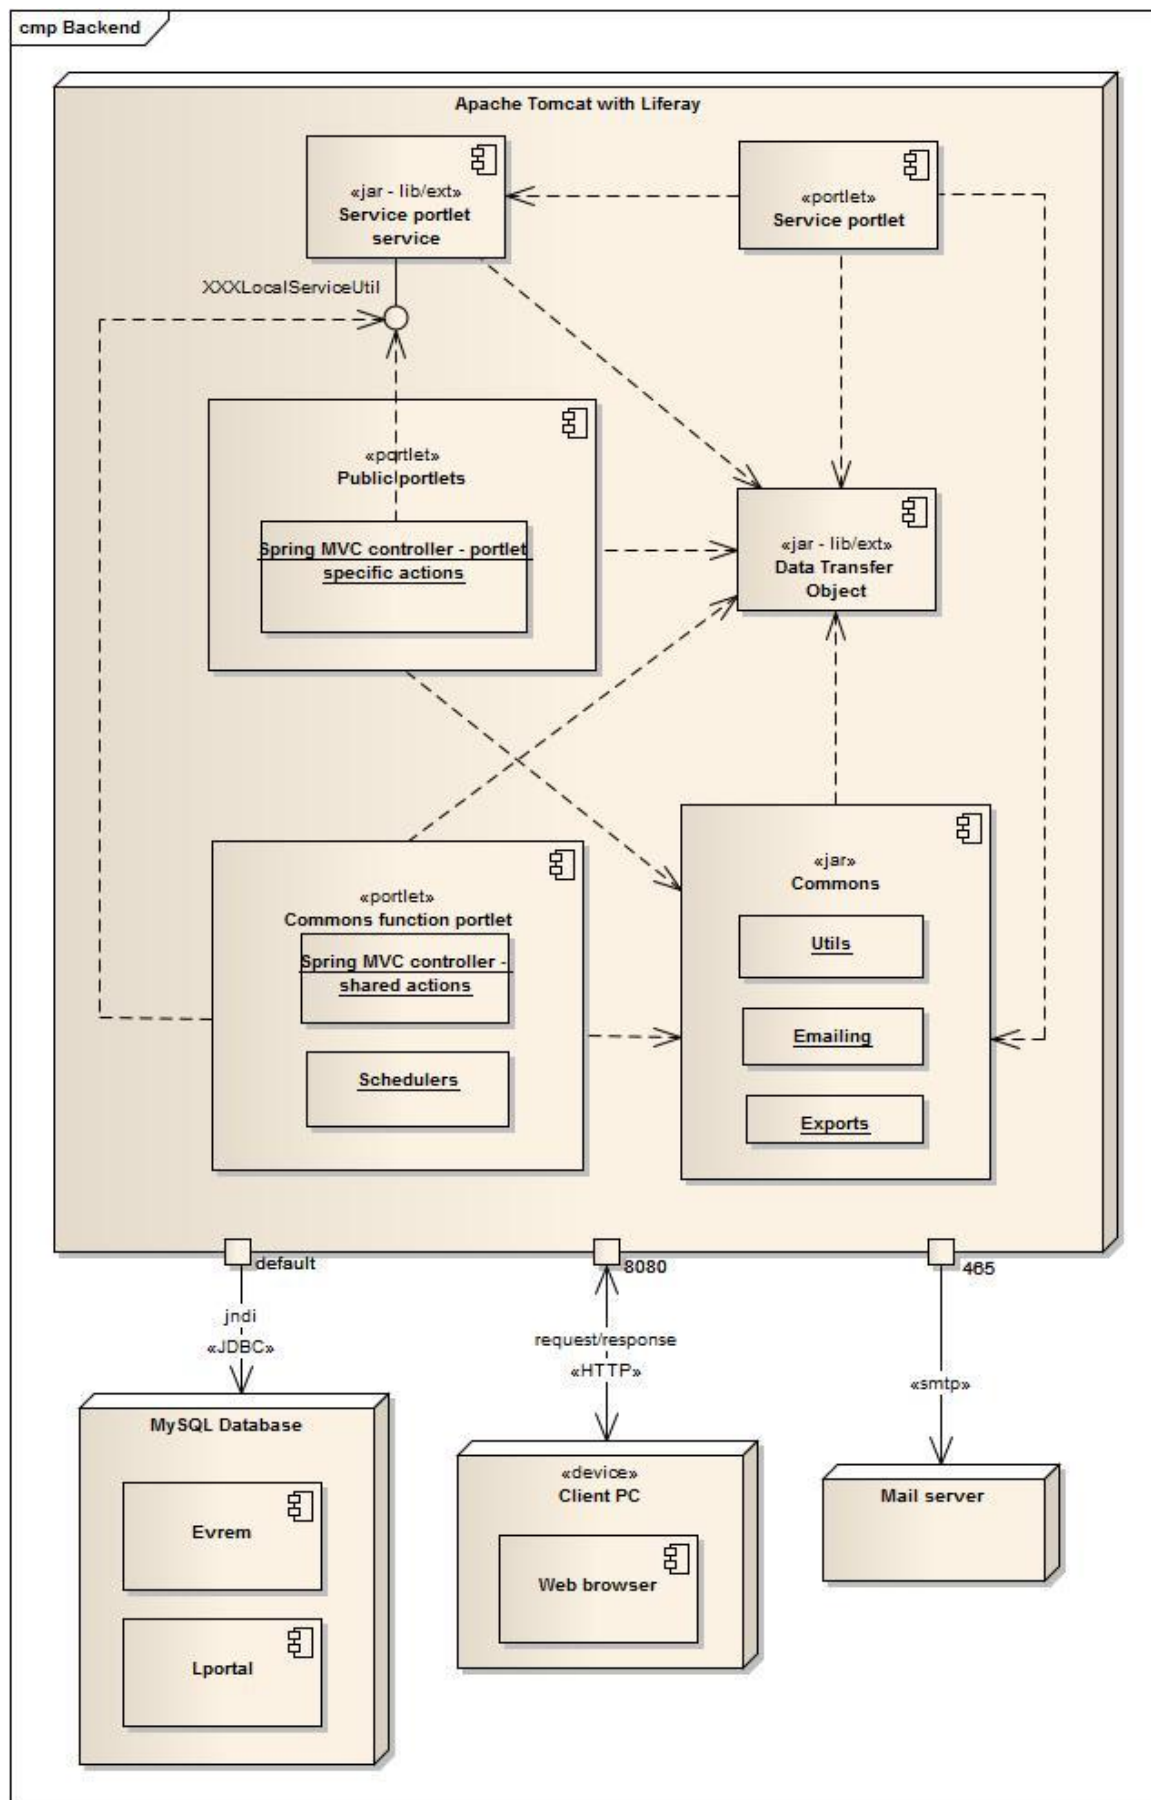 cmp Backend
Apache Tomcat with Liferay
«jar - lib/ext»
Service portlet
service
«portlet»
Service portlet
XXXLocalServiceUtil
«portlet»
Public portlets
Spring MVC controller - portlet
specific actions
«jar - lib/ext»
Data Transfer
Object
«portlet»
Commons function portlet
Spring MVC controller -
shared actions
Schedulers
«jar»
Commons
Utils
Emailing
Exports
default
8080
465
jndi
«JDBC»
request/response
«HTTP»
«smtp»
MySQL Database
Evrem
Lportal
«device»
Client PC
Web browser
Mail server